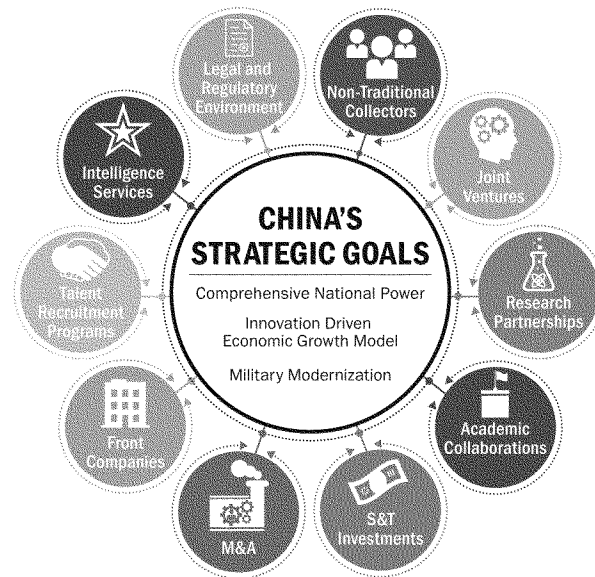 CHINA'S
STRATEGIC GOALS
Comprehensive National Power
Innovation Driven
Economic Growth Model
Military Modernization
Non-Traditional
Collectors
Joint
Ventures
Research
Partnerships
Academic
Collaborations
S&T
Investments
M&A
Front
Companies
Talent
Recruitment
Programs
Intelligence
Services
Legal and
Regulatory
Environment